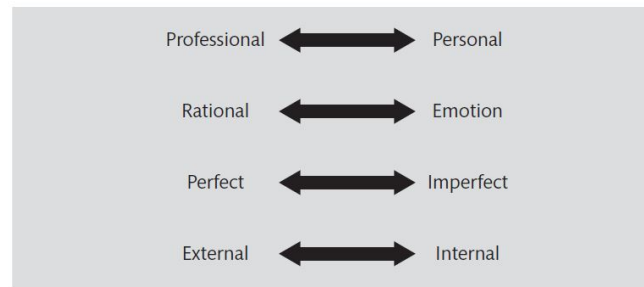 Professional Personal
Rational Emotion
Perfect Imperfect
External Internal